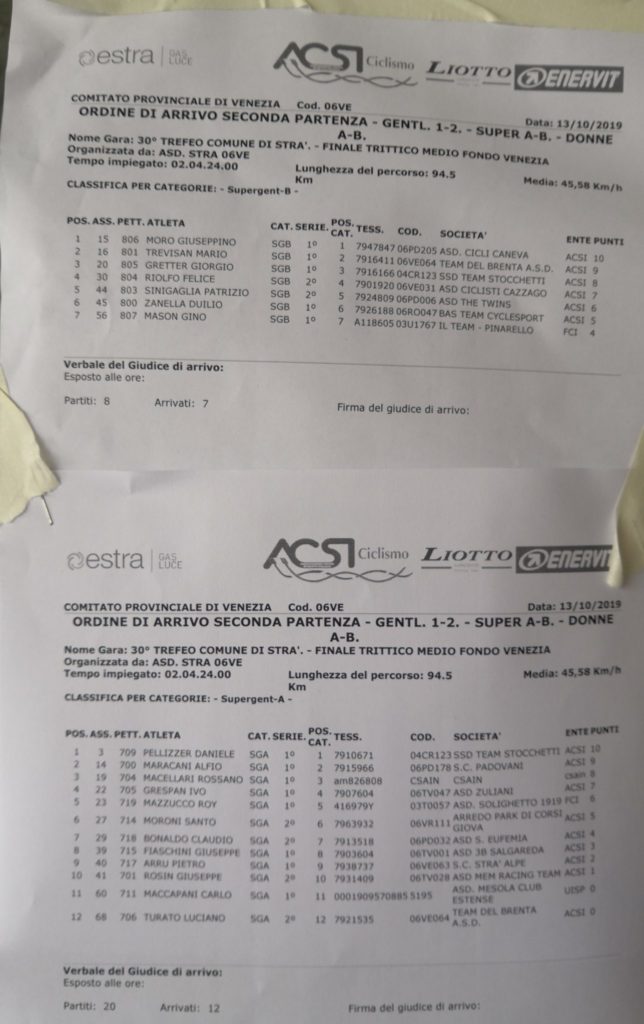 estra GAS LUCE ACSI Ciclismo LIOTTO ENERVIT
COMITATO PROVINCIALE DI VENEZIA Cod. 06VE Data: 13/10/2019
ORDINE DI ARRIVO SECONDA PARTENZA - GENTL. 1-2. - SUPER A-B. - DONNE
A-B.
Nome Gara: 30° TREFEO COMUNE DI STRA'. - FINALE TRITTICO MEDIO FONDO VENEZIA
Organizzata da: ASD. STRA 06VE
Tempo impiegato: 02.04.24.00 Lunghezza del percorso: 94.5 Media: 45,58 Km/h
Km
CLASSIFICA PER CATEGORIE: - Supergent-B -
POS. ASS. PETT. ATLETA CAT. SERIE. POS. CAT. TESS. COD. SOCIETA' ENTE PUNTI
1 15 806 MORO GIUSEPPINO SGB 1º 1 7947847 06PD205 ASD. CICLI CANEVA ACSI 10
2 16 801 TREVISAN MARIO SGB 1º 2 7916411 06VE064 TEAM DEL BRENTA A.S.D. ACSI 9
3 20 805 GRETTER GIORGIO SGB 1º 3 7916166 04CR123 SSD TEAM STOCCHETTI ACSI 8
4 30 804 RIOLFO FELICE SGB 2º 4 7901920 06VE031 ASD CICLISTI CAZZAGO ACSI 7
5 44 803 SINIGAGLIA PATRIZIO SGB 2º 5 7924809 06PD006 ASD THE TWINS ACSI 6
6 45 800 ZANELLA DUILIO SGB 1º 6 7926188 06RO047 BAS TEAM CYCLESPORT ACSI 5
7 56 807 MASON GINO SGB 1º 7 A118605 03U1767 IL TEAM - PINARELLO FCI 4
Verbale del Giudice di arrivo:
Esposto alle ore:
Partiti: 8 Arrivati: 7 Firma del giudice di arrivo:
estra GAS LUCE ACSI Ciclismo LIOTTO ENERVIT
COMITATO PROVINCIALE DI VENEZIA Cod. 06VE Data: 13/10/2019
ORDINE DI ARRIVO SECONDA PARTENZA - GENTL. 1-2. - SUPER A-B. - DONNE
A-B.
Nome Gara: 30° TREFEO COMUNE DI STRA'. - FINALE TRITTICO MEDIO FONDO VENEZIA
Organizzata da: ASD. STRA 06VE
Tempo impiegato: 02.04.24.00 Lunghezza del percorso: 94.5 Media: 45,58 Km/h
Km
CLASSIFICA PER CATEGORIE: - Supergent-A -
POS. ASS. PETT. ATLETA CAT. SERIE. POS. CAT. TESS. COD. SOCIETA' ENTE PUNTI
1 3 709 PELLIZZER DANIELE SGA 1º 1 7910671 04CR123 SSD TEAM STOCCHETTI ACSI 10
2 14 700 MARACANI ALFIO SGA 1º 2 7915966 06PD178 S.C. PADOVANI ACSI 9
3 19 704 MACELLARI ROSSANO SGA 1º 3 am826808 CSAIN CSAIN csain 8
4 22 705 GRESPAN IVO SGA 1º 4 7907604 06TV047 ASD ZULIANI ACSI 7
5 23 719 MAZZUCCO ROY SGA 1º 5 416979Y 03T0057 ASD. SOLIGHETTO 1919 FCI 6
6 27 714 MORONI SANTO SGA 2º 6 7963932 06VR111 ARREDO PARK DI CORSI GIOVA ACSI 5
7 29 718 BONALDO CLAUDIO SGA 2º 7 7913518 06PD032 ASD S. EUFEMIA ACSI 4
8 39 715 FIASCHINI GIUSEPPE SGA 1º 8 7903604 06TV001 ASD 3B SALGAREDA ACSI 3
9 40 717 ARRU PIETRO SGA 1º 9 7938737 06VE063 S.C. STRA' ALPE ACSI 2
10 41 701 ROSIN GIUSEPPE SGA 2º 10 7931409 06TV028 ASD MEM RACING TEAM ACSI 1
11 60 711 MACCAPANI CARLO SGA 1º 11 0001909570885 5195 ASD. MESOLA CLUB ESTENSE UISP 0
12 68 706 TURATO LUCIANO SGA 2º 12 7921535 06VE064 TEAM DEL BRENTA A.S.D. ACSI 0
Verbale del Giudice di arrivo:
Esposto alle ore:
Partiti: 20 Arrivati: 12 Firma del giudice di arrivo: